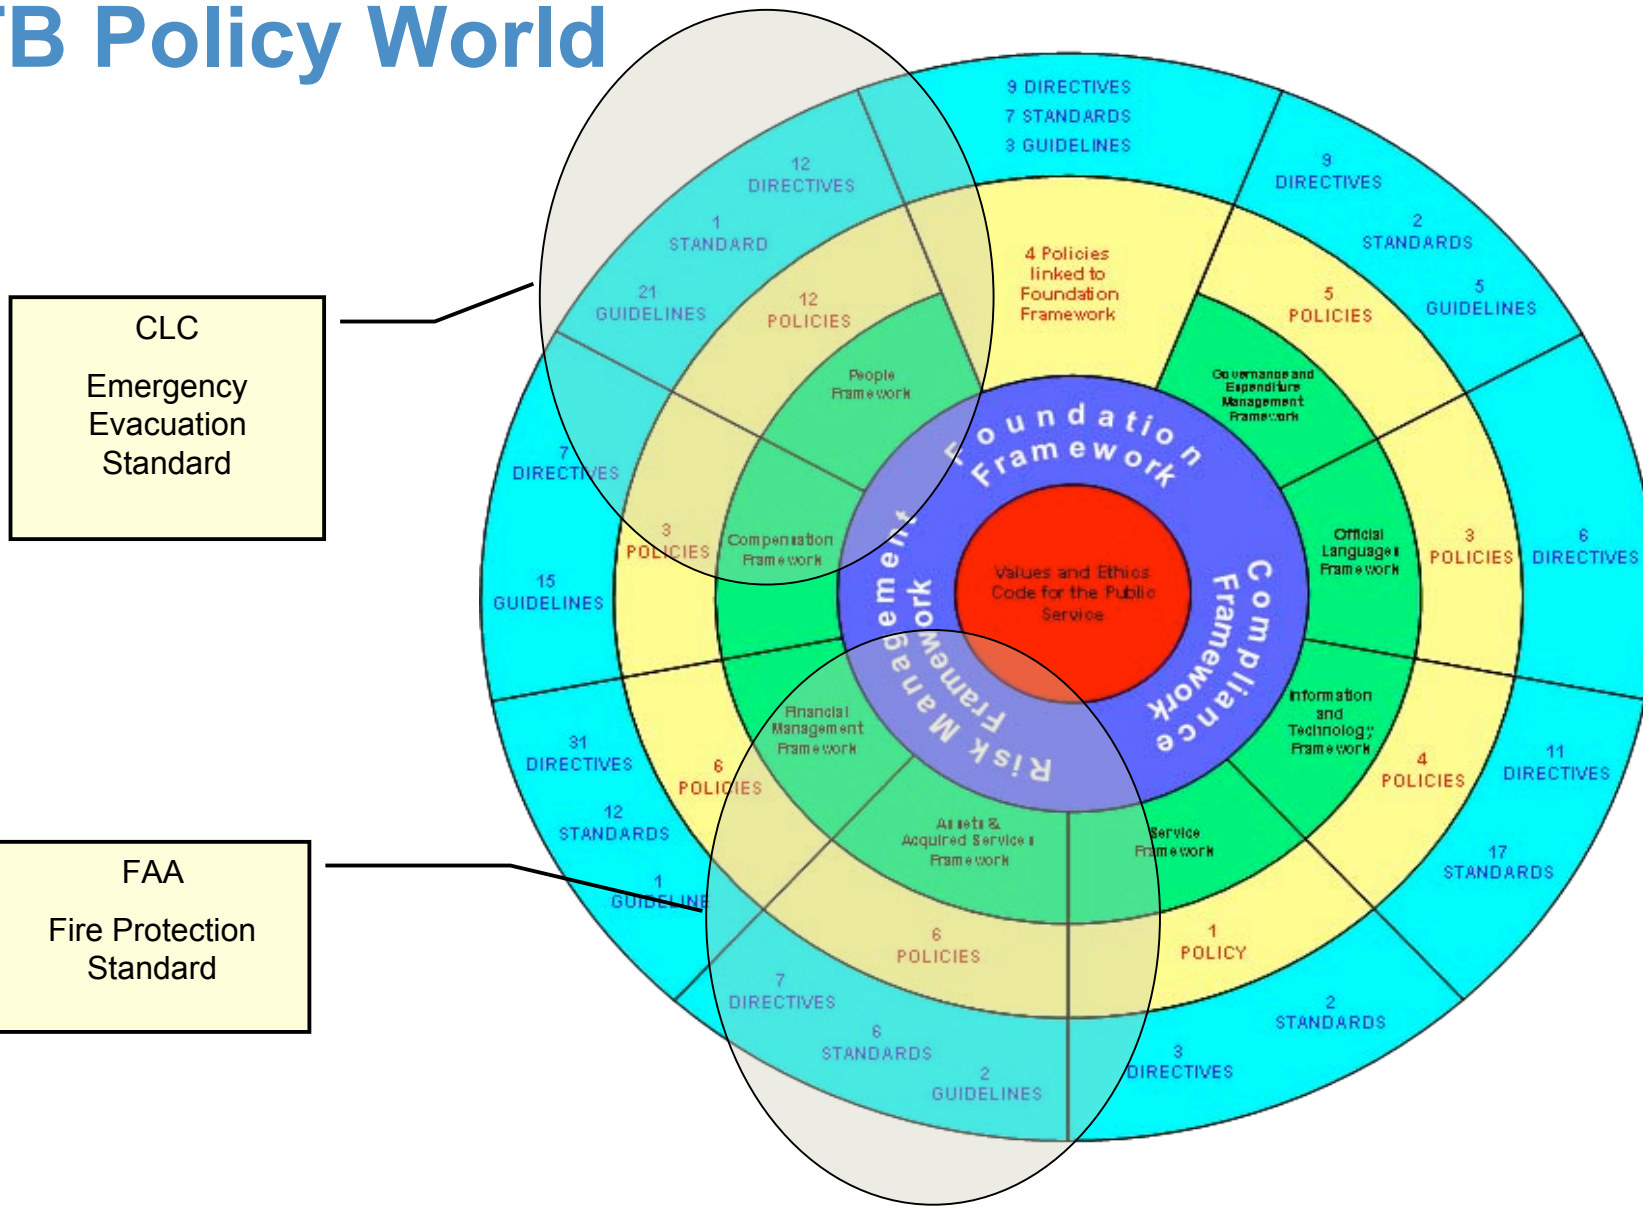 TB Policy World
CLC
Emergency
Evacuation
Standard
FAA
Fire Protection
Standard
9 DIRECTIVES
7 STANDARDS
3 GUIDELINES
9
DIRECTIVES
2
STANDARDS
5
GUIDELINES
6
DIRECTIVES
11
DIRECTIVES
17
STANDARDS
2
STANDARDS
3
DIRECTIVES
7
DIRECTIVES
6
STANDARDS
2
GUIDELINES
31
DIRECTIVES
12
STANDARDS
1
GUIDELINE
7
DIRECTIVES
15
GUIDELINES
12
DIRECTIVES
1
STANDARD
21
GUIDELINES
4 Policies
linked to
Foundation
Framework
5
POLICIES
3
POLICIES
4
POLICIES
1
POLICY
6
POLICIES
6
POLICIES
3
POLICIES
12
POLICIES
People
Framework
Governance and
Expenditure
Management
Framework
Official
Languages
Framework
Information
and
Technology
Framework
Service
Framework
Assets &
Acquired Services
Framework
Financial
Management
Framework
Compensation
Framework
Foundation
Framework
Compliance
Framework
Risk Management
Framework
Values and Ethics
Code for the Public
Service